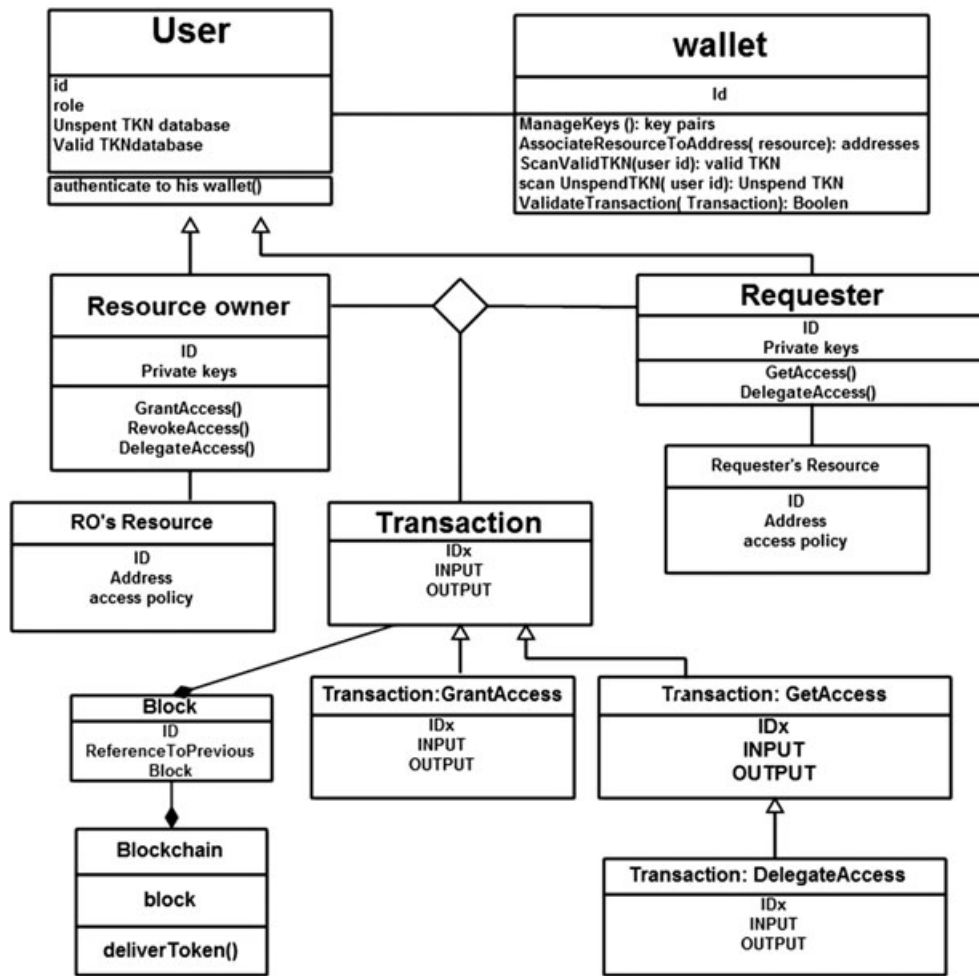 User
id
role
Unspent TKN database
Valid TKNdatabase
authenticate to his wallet()
wallet
Id
ManageKeys (): key pairs
AssociateResourceToAddress( resource): addresses
ScanValidTKN(user id): valid TKN
scan UnspendTKN( user id): Unspend TKN
ValidateTransaction( Transaction): Boolen
Resource owner
ID
Private keys
GrantAccess()
RevokeAccess()
DelegateAccess()
Requester
ID
Private keys
GetAccess()
DelegateAccess()
RO's Resource
ID
Address
access policy
Transaction
IDx
INPUT
OUTPUT
Requester's Resource
ID
Address
access policy
Block
ID
ReferenceToPrevious
Block
Transaction:GrantAccess
IDx
INPUT
OUTPUT
Transaction: GetAccess
IDx
INPUT
OUTPUT
Blockchain
block
deliverToken()
Transaction: DelegateAccess
IDx
INPUT
OUTPUT